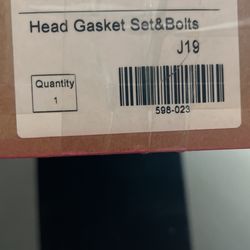 Head Gasket Set&Bolts
J19
Quantity
1
598-023